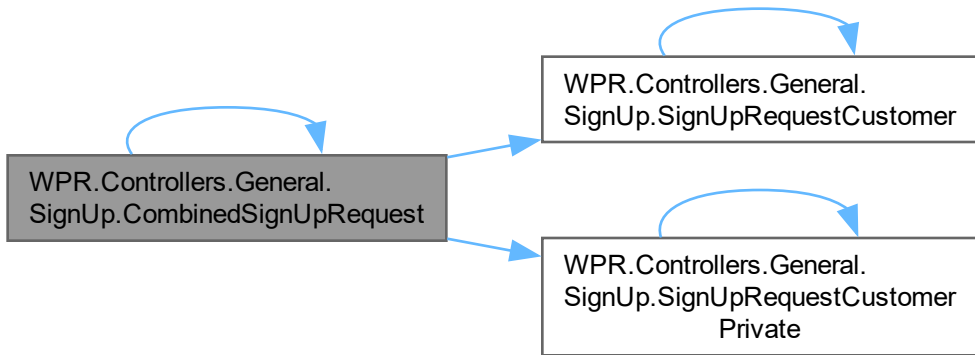 WPR.Controllers.General.
SignUp.CombinedSignUpRequest
WPR.Controllers.General.
SignUp.SignUpRequestCustomer
WPR.Controllers.General.
SignUp.SignUpRequestCustomer
Private